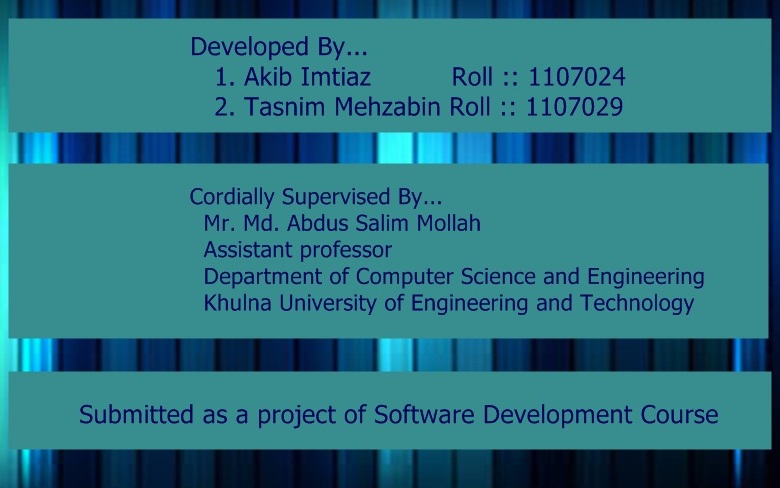 Developed By...
1. Akib Imtiaz Roll :: 1107024
2. Tasnim Mehzabin Roll :: 1107029
Cordially Supervised By...
Mr. Md. Abdus Salim Mollah
Assistant professor
Department of Computer Science and Engineering
Khulna University of Engineering and Technology
Submitted as a project of Software Development Course